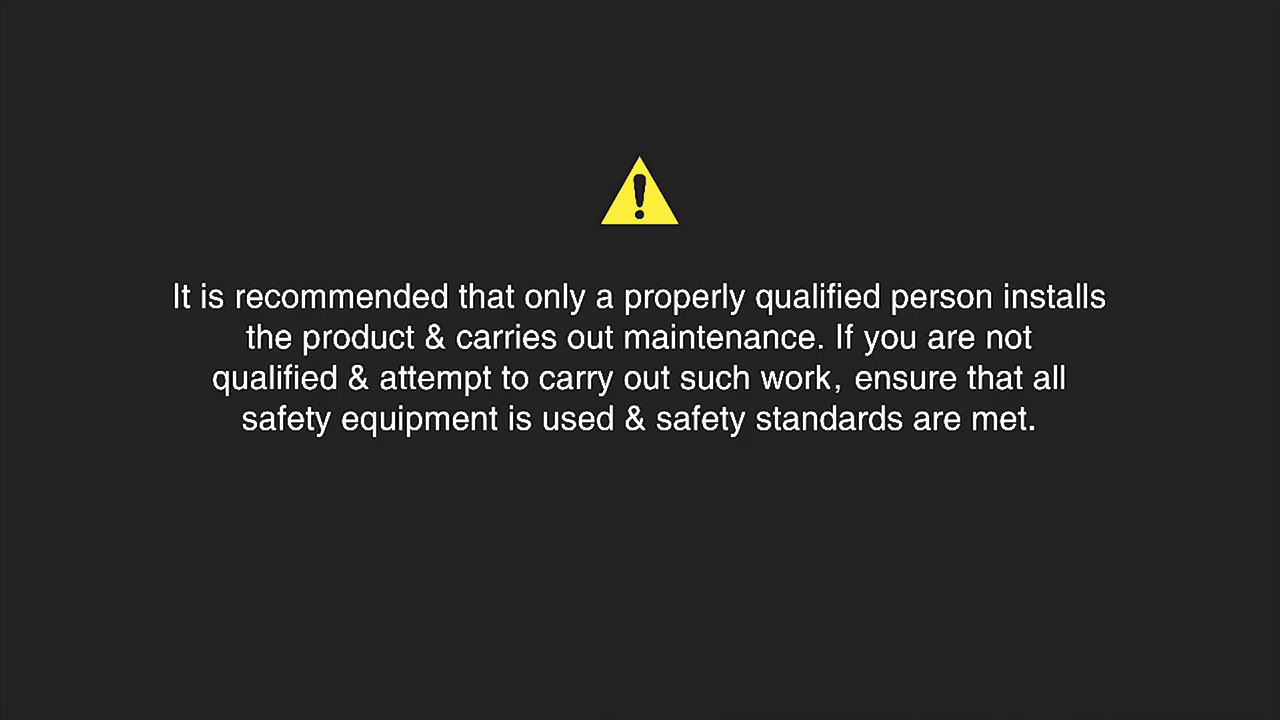 It is recommended that only a properly qualified person installs
the product & carries out maintenance. If you are not
qualified & attempt to carry out such work, ensure that all
safety equipment is used & safety standards are met.